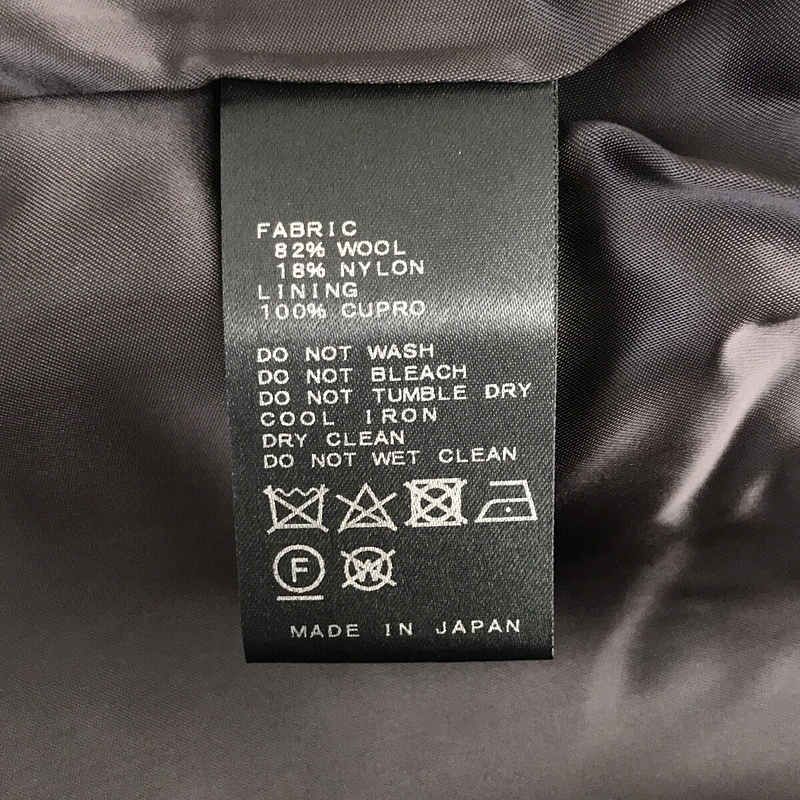 FABRIC
82% WOOL
18% NYLON
LINING
100% CUPRO
DO NOT WASH
DO NOT BLEACH
DO NOT TUMBLE DRY
COOL IRON
DRY CLEAN
DO NOT WET CLEAN
F W
MADE IN JAPAN